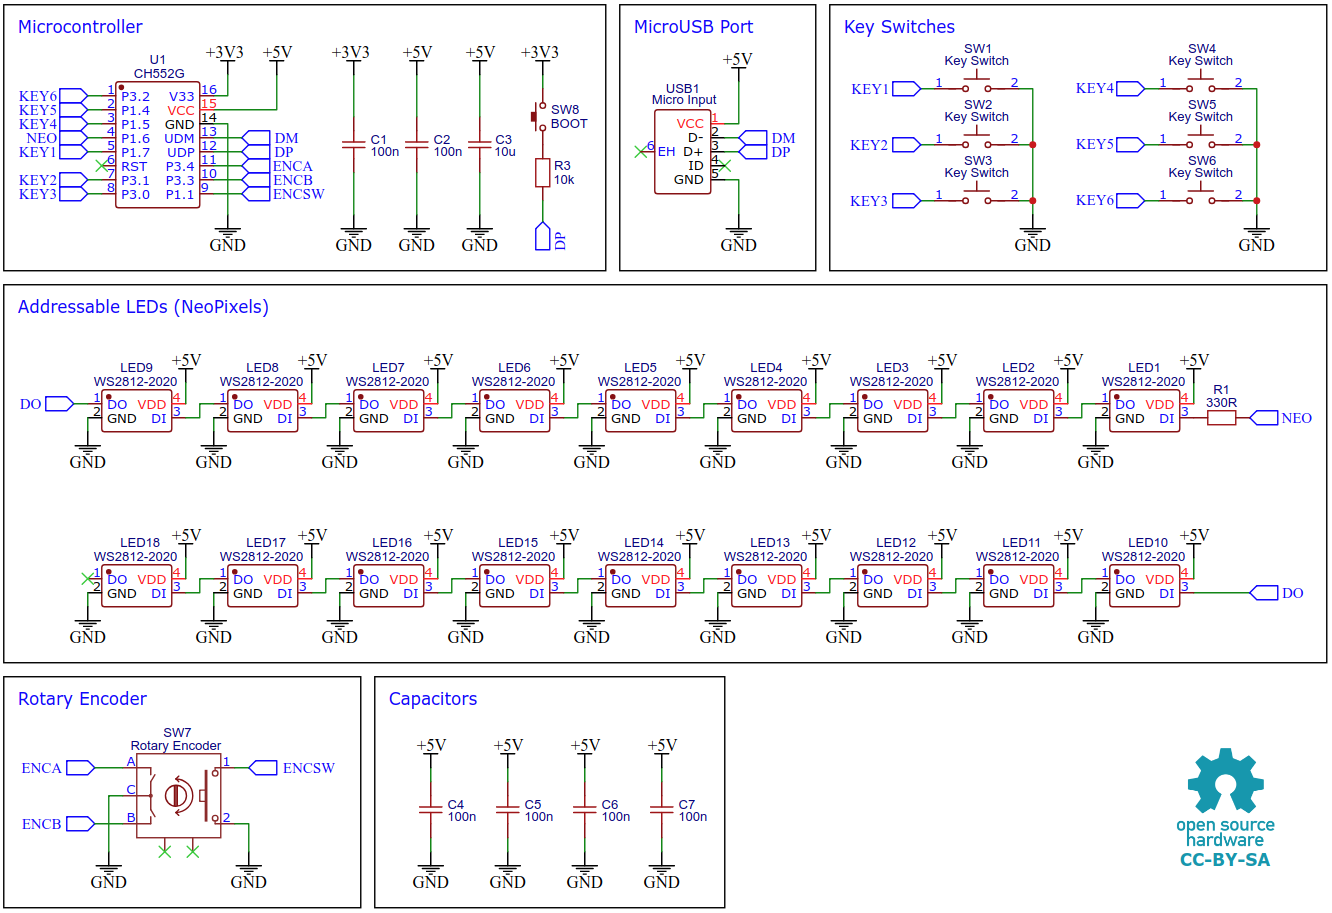 Microcontroller
U1
CH552G
+3V3
+5V
+3V3
+5V
+5V
+3V3
KEY6 1 P3.2 V33 16
KEY5 2 P1.4 VCC 15
KEY4 3 P1.5 GND 14
NEO 4 P1.6 UDM 13 DM
KEY1 5 P1.7 UDP 12 DP
6 RST P3.4 11 ENCA
KEY2 7 P3.1 P3.3 10 ENCB
KEY3 8 P3.0 P1.1 9 ENCSW
C1
100n
C2
100n
C3
10u
SW8
BOOT
R3
10k
DP
GND
GND
GND
GND
MicroUSB Port
+5V
USB1
Micro Input
VCC 1
D- 2 DM
6 EH D+ 3 DP
ID 4
GND 5
GND
Key Switches
SW1
Key Switch
KEY1 1 2
SW2
Key Switch
KEY2 1 2
SW3
Key Switch
KEY3 1 2
GND
SW4
Key Switch
KEY4 1 2
SW5
Key Switch
KEY5 1 2
SW6
Key Switch
KEY6 1 2
GND
Addressable LEDs (NeoPixels)
+5V +5V +5V +5V +5V +5V +5V +5V +5V
LED9 LED8 LED7 LED6 LED5 LED4 LED3 LED2 LED1
WS2812-2020 WS2812-2020 WS2812-2020 WS2812-2020 WS2812-2020 WS2812-2020 WS2812-2020 WS2812-2020 WS2812-2020
R1
330R
DO 1 DO VDD 4 1 DO VDD 4 1 DO VDD 4 1 DO VDD 4 1 DO VDD 4 1 DO VDD 4 1 DO VDD 4 1 DO VDD 4 1 DO VDD 4
2 GND DI 3 2 GND DI 3 2 GND DI 3 2 GND DI 3 2 GND DI 3 2 GND DI 3 2 GND DI 3 2 GND DI 3 2 GND DI 3 NEO
GND GND GND GND GND GND GND GND GND
+5V +5V +5V +5V +5V +5V +5V +5V +5V
LED18 LED17 LED16 LED15 LED14 LED13 LED12 LED11 LED10
WS2812-2020 WS2812-2020 WS2812-2020 WS2812-2020 WS2812-2020 WS2812-2020 WS2812-2020 WS2812-2020 WS2812-2020
1 DO VDD 4 1 DO VDD 4 1 DO VDD 4 1 DO VDD 4 1 DO VDD 4 1 DO VDD 4 1 DO VDD 4 1 DO VDD 4 1 DO VDD 4
2 GND DI 3 2 GND DI 3 2 GND DI 3 2 GND DI 3 2 GND DI 3 2 GND DI 3 2 GND DI 3 2 GND DI 3 2 GND DI 3 DO
GND GND GND GND GND GND GND GND GND
Rotary Encoder
SW7
Rotary Encoder
ENCA A 1 ENCSW
C
ENCB B 2
GND GND
Capacitors
+5V +5V +5V +5V
C4
100n
C5
100n
C6
100n
C7
100n
GND GND GND GND
open source
hardware
CC-BY-SA